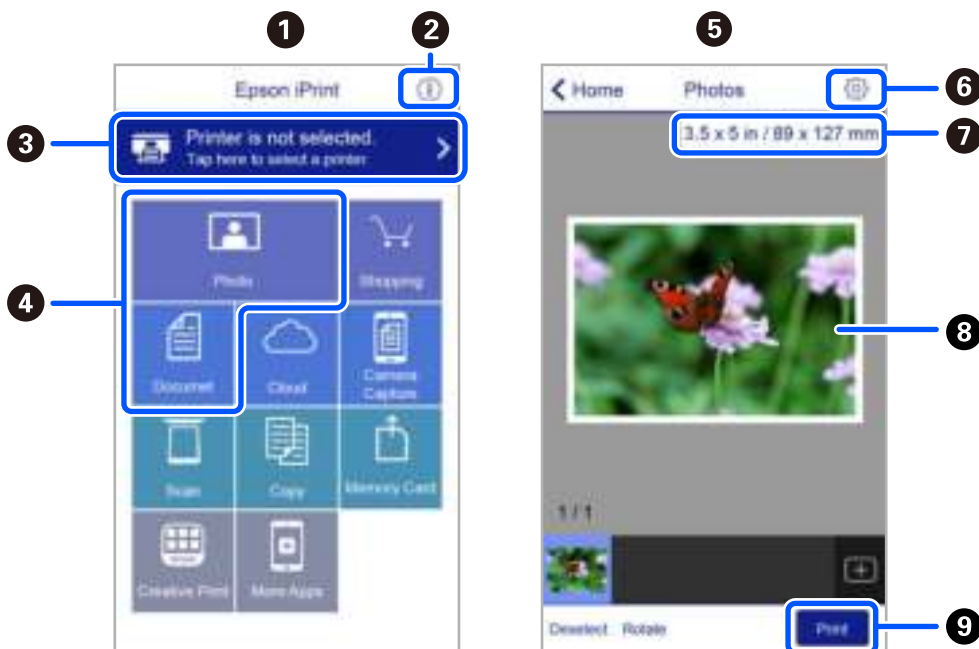 1
2
Epson iPrint
3
Printer is not selected.
Tap here to select a printer
4
Photo
Shopping
Documet
Cloud
Camera
Capture
Scan
Copy
Memory Card
Creative Print
More Apps
5
Home
Photos
6
3.5 x 5 in / 89 x 127 mm
7
8
1 / 1
Deselect
Rotate
Print
9